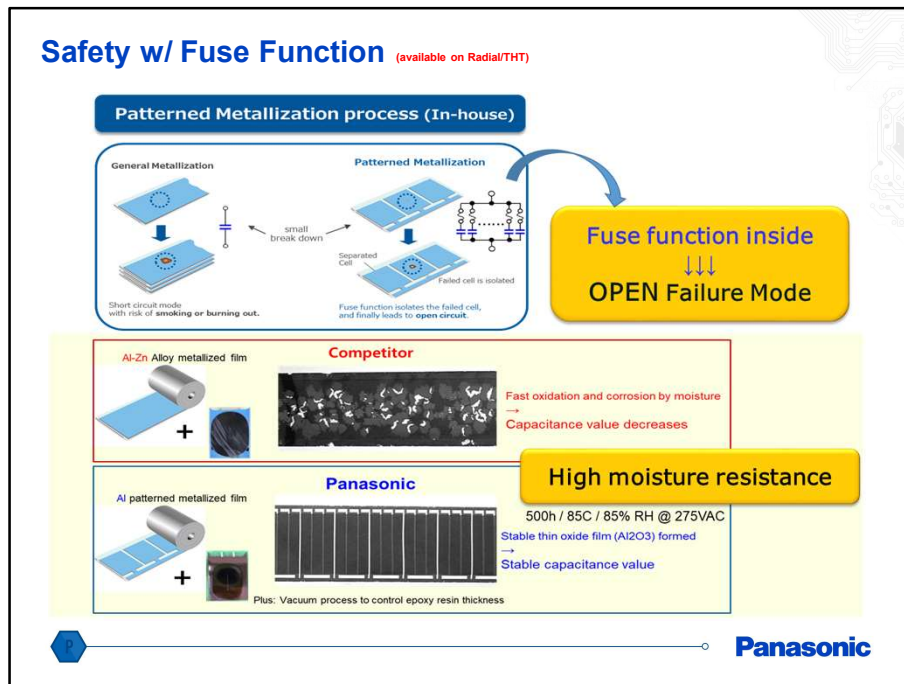 Safety w/ Fuse Function (available on Radial/THT)
Patterned Metallization process (In-house)
General Metallization
Patterned Metallization
small
break down
Separated
Cell
Failed cell is isolated
Short circuit mode
with risk of smoking or burning out.
Fuse function isolates the failed cell,
and finally leads to open circuit.
Fuse function inside
↓↓↓
OPEN Failure Mode
Al-Zn Alloy metallized film
+
Competitor
Fast oxidation and corrosion by moisture
→
Capacitance value decreases
High moisture resistance
Al patterned metallized film
+
Panasonic
500h / 85C / 85% RH @ 275VAC
Stable thin oxide film (Al2O3) formed
→
Stable capacitance value
Plus: Vacuum process to control epoxy resin thickness
P
Panasonic